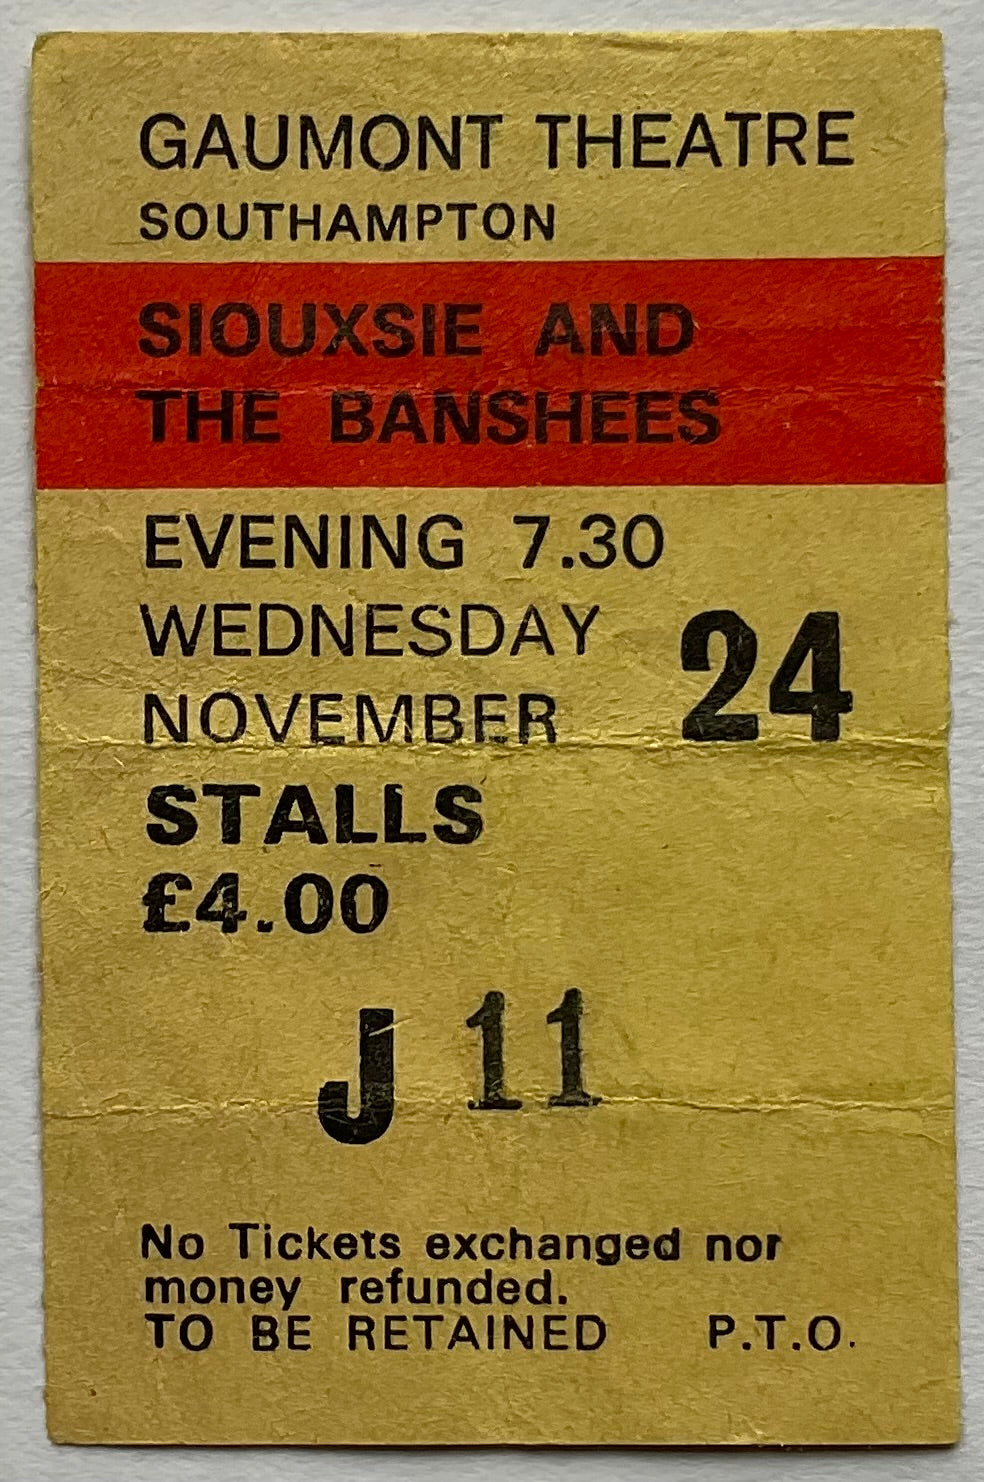 GAUMONT THEATRE
SOUTHAMPTON
SIOUXSIE AND
THE BANSHEES
EVENING 7.30
WEDNESDAY 24
NOVEMBER
STALLS
£4.00
J 11
No Tickets exchanged nor
money refunded.
TO BE RETAINED P.T.O.